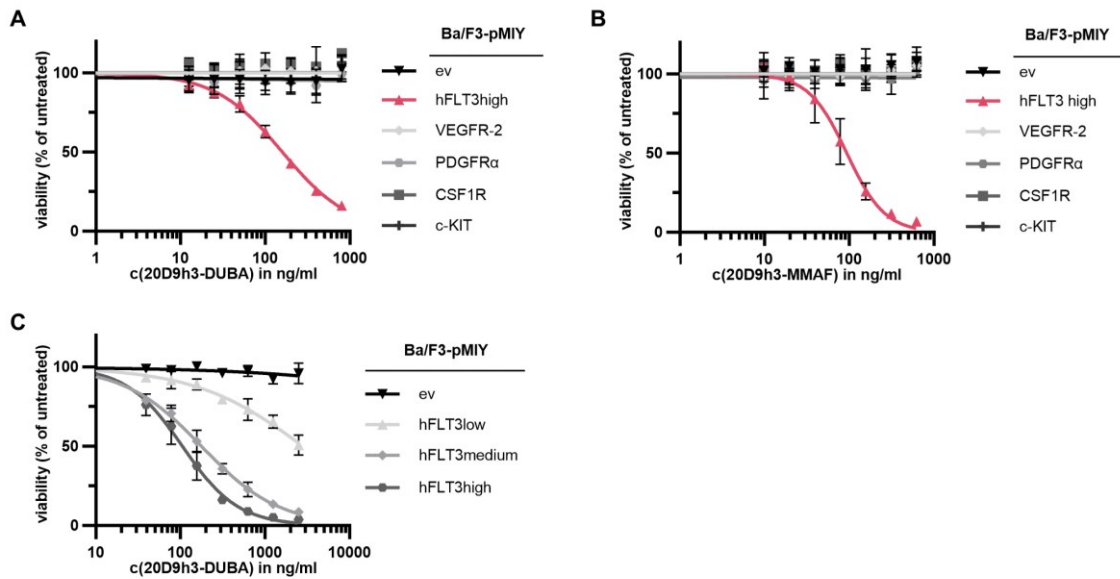 A
Ba/F3-pMIY
viability (% of untreated)
100
50
0
1 10 100 1000
c(20D9h3-DUBA) in ng/ml
ev
hFLT3high
VEGFR-2
PDGFRα
CSF1R
c-KIT
B
Ba/F3-pMIY
viability (% of untreated)
100
50
0
1 10 100 1000
c(20D9h3-MMAF) in ng/ml
ev
hFLT3 high
VEGFR-2
PDGFRα
CSF1R
c-KIT
C
Ba/F3-pMIY
viability (% of untreated)
100
50
0
10 100 1000 10000
c(20D9h3-DUBA) in ng/ml
ev
hFLT3low
hFLT3medium
hFLT3high